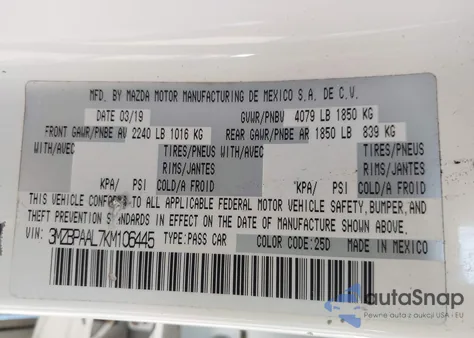 MFD. BY MAZDA MOTOR MANUFACTURING DE MEXICO S.A. DE C.V.
DATE 03/19 GVWR/PNBV 4079 LB 1850 KG
FRONT GAWR/PNBE AV 2240 LB 1016 KG REAR GAWR/PNBE AR 1850 LB 839 KG
WITH/AVEC TIRES/PNEUS WITH/AVEC TIRES/PNEUS
RIMS/JANTES RIMS/JANTES
KPA/ PSI COLD/A FROID KPA/ PSI COLD/A FROID
THIS VEHICLE CONFORMS TO ALL APPLICABLE FEDERAL MOTOR VEHICLE SAFETY, BUMPER, AND
THEFT PREVENTION STANDARDS IN EFFECT ON THE DATE OF MANUFACTURE SHOWN ABOVE.
VIN: 3MZBPAAL7KM106445 TYPE:PASS CAR COLOR CODE:25D MADE IN MEXICO
autoSnap
Pewne auta z aukcji USA - EU